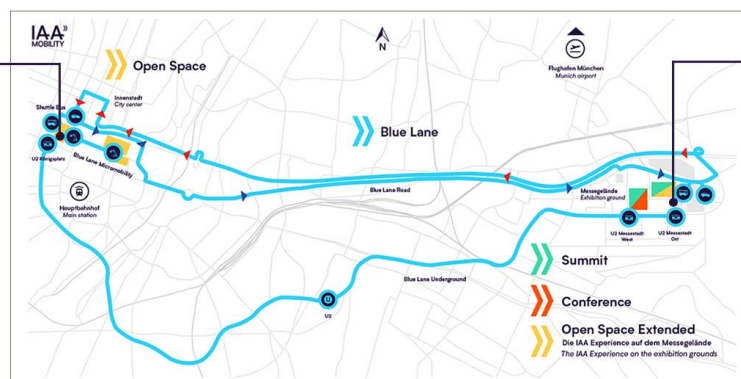 IAA
MOBILITY
Open Space
N
Flughafen München
Munich airport
Innenstadt
City center
Shuttle Bus
Blue Lane
U2 Königsplatz
Blue Lane Micromobility
Hauptbahnhof
Main station
Blue Lane Road
Messegelände
Exhibition ground
U2 Messestadt
West
U2 Messestadt
Ost
Summit
Blue Lane Underground
U2
Conference
Open Space Extended
Die IAA Experience auf dem Messegelände
The IAA Experience on the exhibition grounds